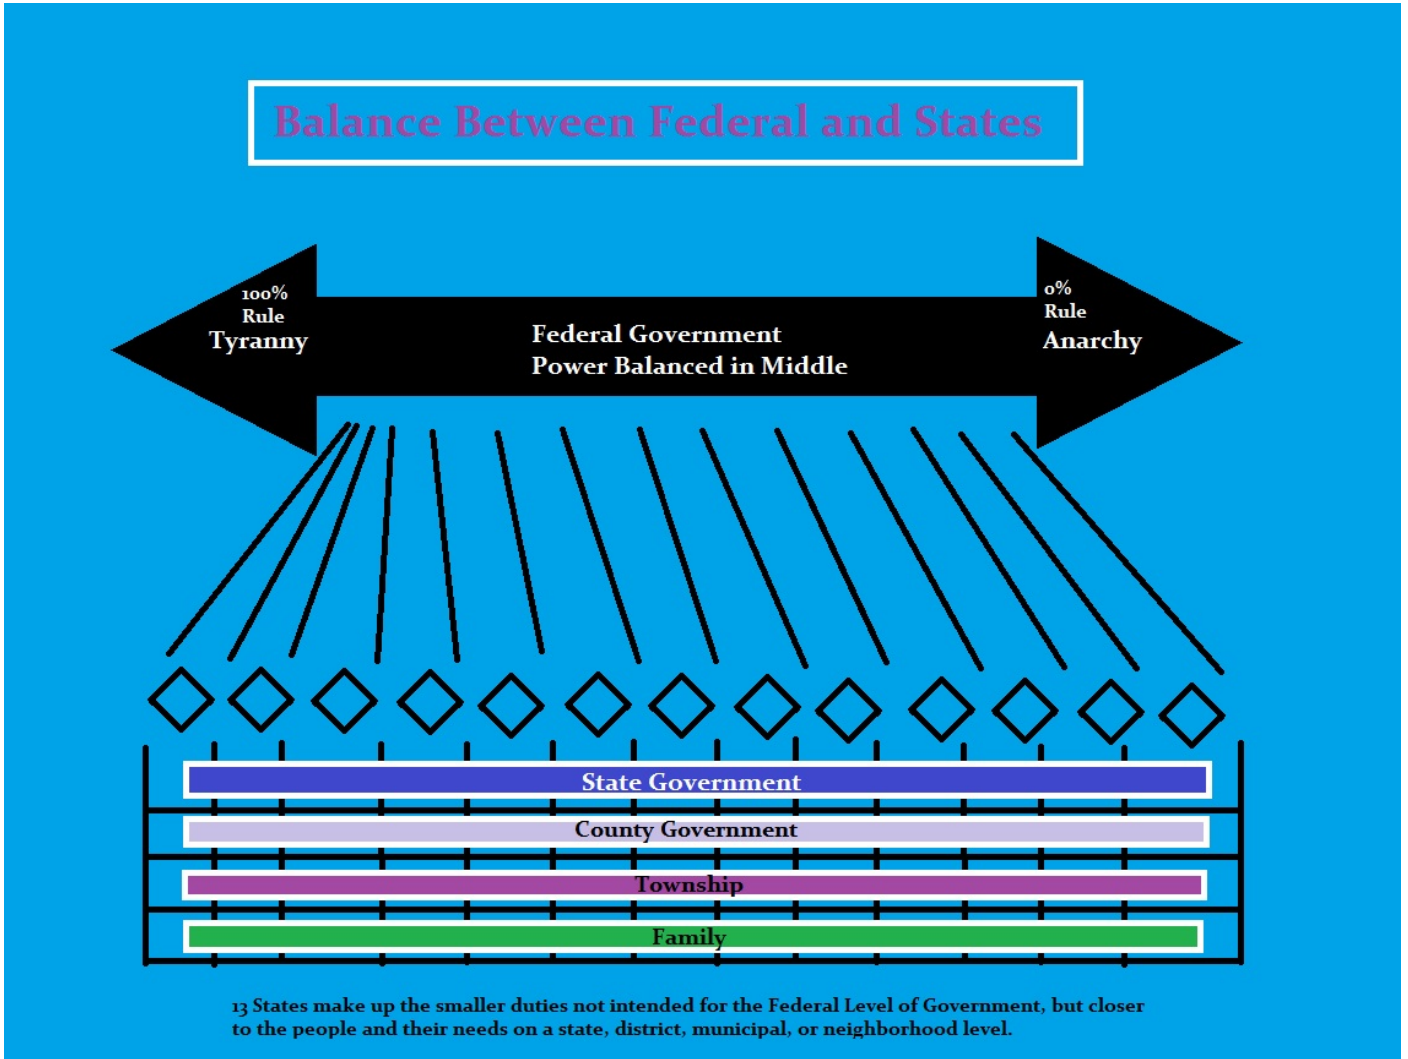 Balance Between Federal and States
100%
Rule
Tyranny
Federal Government
Power Balanced in Middle
0%
Rule
Anarchy
State Government
County Government
Township
Family
13 States make up the smaller duties not intended for the Federal Level of Government, but closer
to the people and their needs on a state, district, municipal, or neighborhood level.